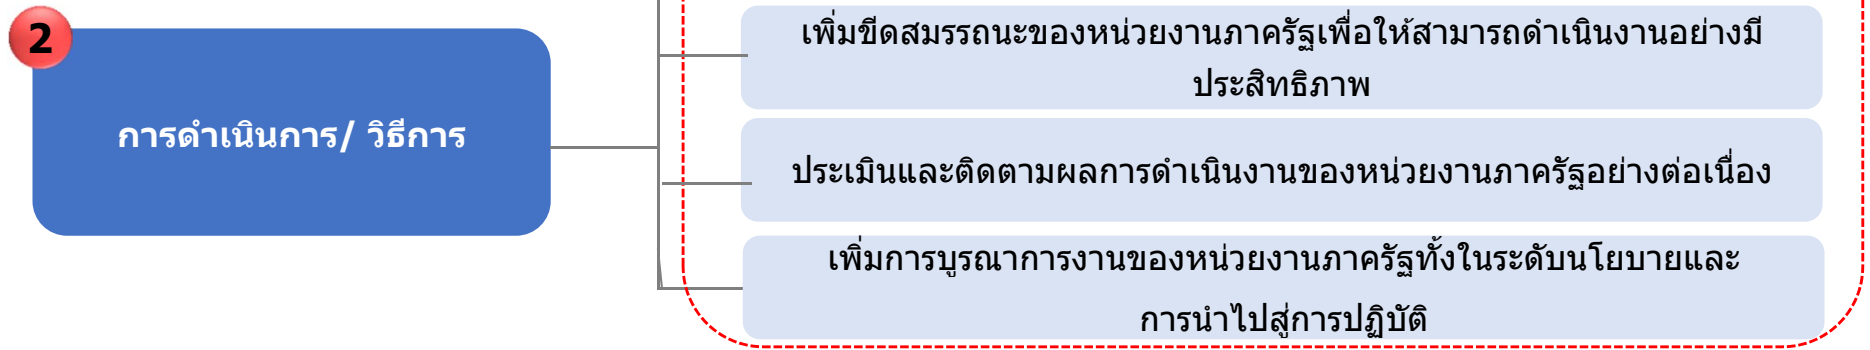 2
การดำเนินการ/ วิธีการ
เพิ่มขีดสมรรถนะของหน่วยงานภาครัฐเพื่อให้สามารถดำเนินงานอย่างมี
ประสิทธิภาพ
ประเมินและติดตามผลการดำเนินงานของหน่วยงานภาครัฐอย่างต่อเนื่อง
เพิ่มการบูรณาการงานของหน่วยงานภาครัฐทั้งในระดับนโยบายและ
การนำไปสู่การปฏิบัติ